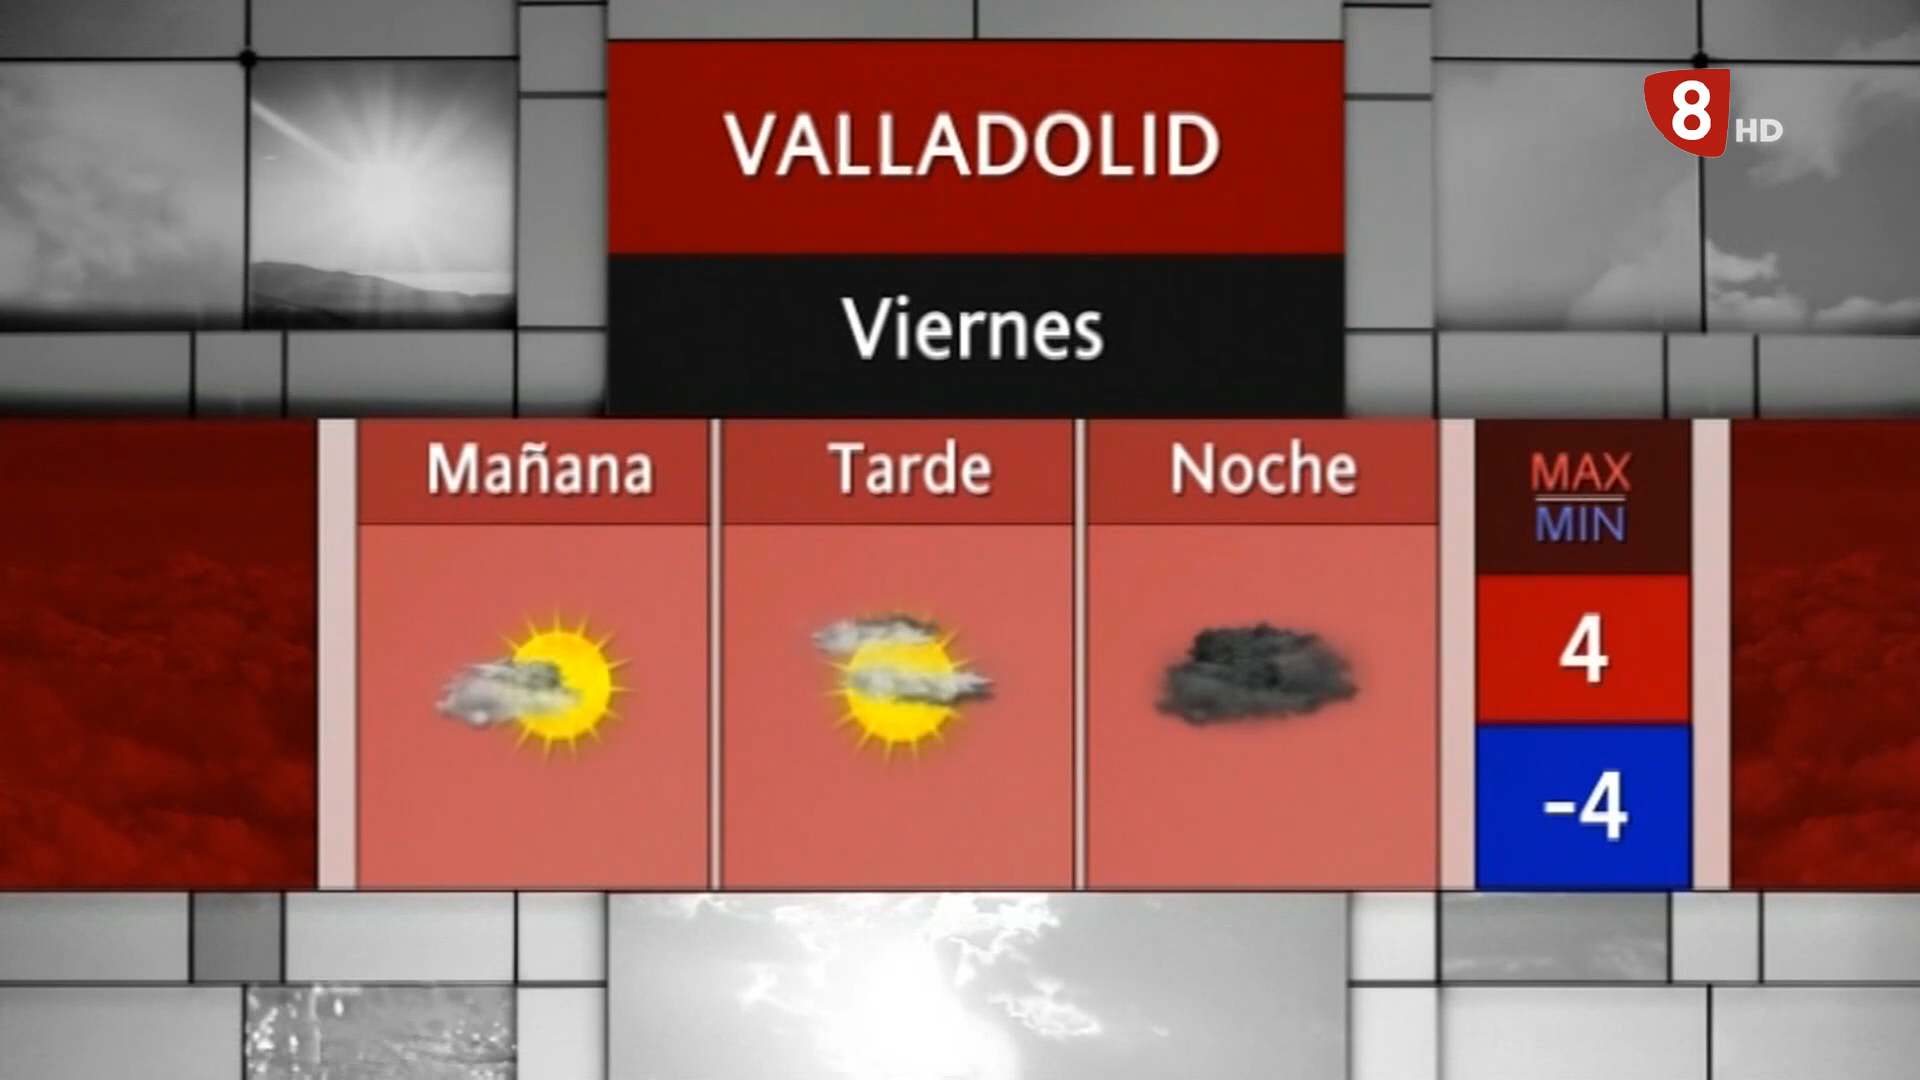 8 HD
VALLADOLID
Viernes
Mañana
Tarde
Noche
MAX
MIN
4
-4